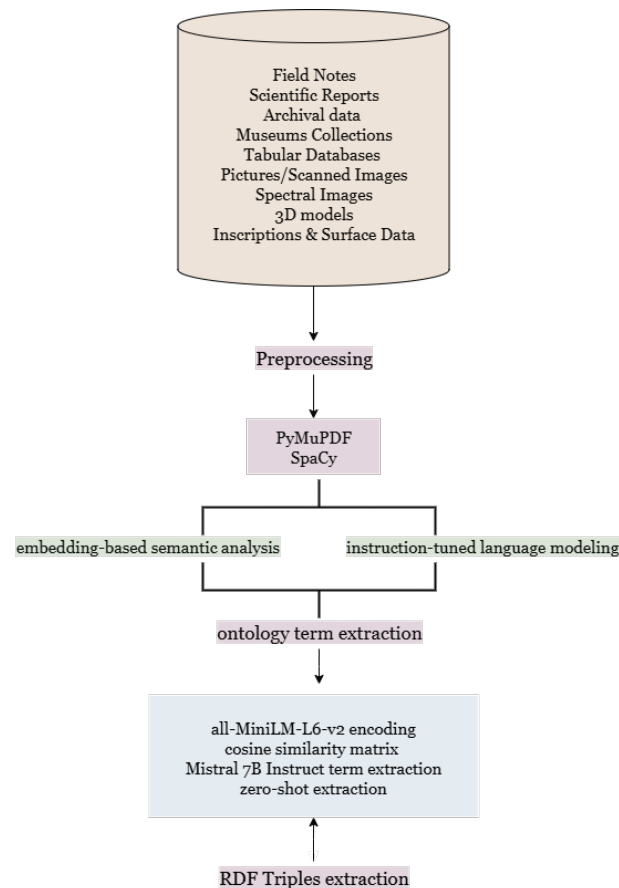 Field Notes
Scientific Reports
Archival data
Museums Collections
Tabular Databases
Pictures/Scanned Images
Spectral Images
3D models
Inscriptions & Surface Data
Preprocessing
PyMuPDF
SpaCy
embedding-based semantic analysis
instruction-tuned language modeling
ontology term extraction
all-MiniLM-L6-v2 encoding
cosine similarity matrix
Mistral 7B Instruct term extraction
zero-shot extraction
RDF Triples extraction